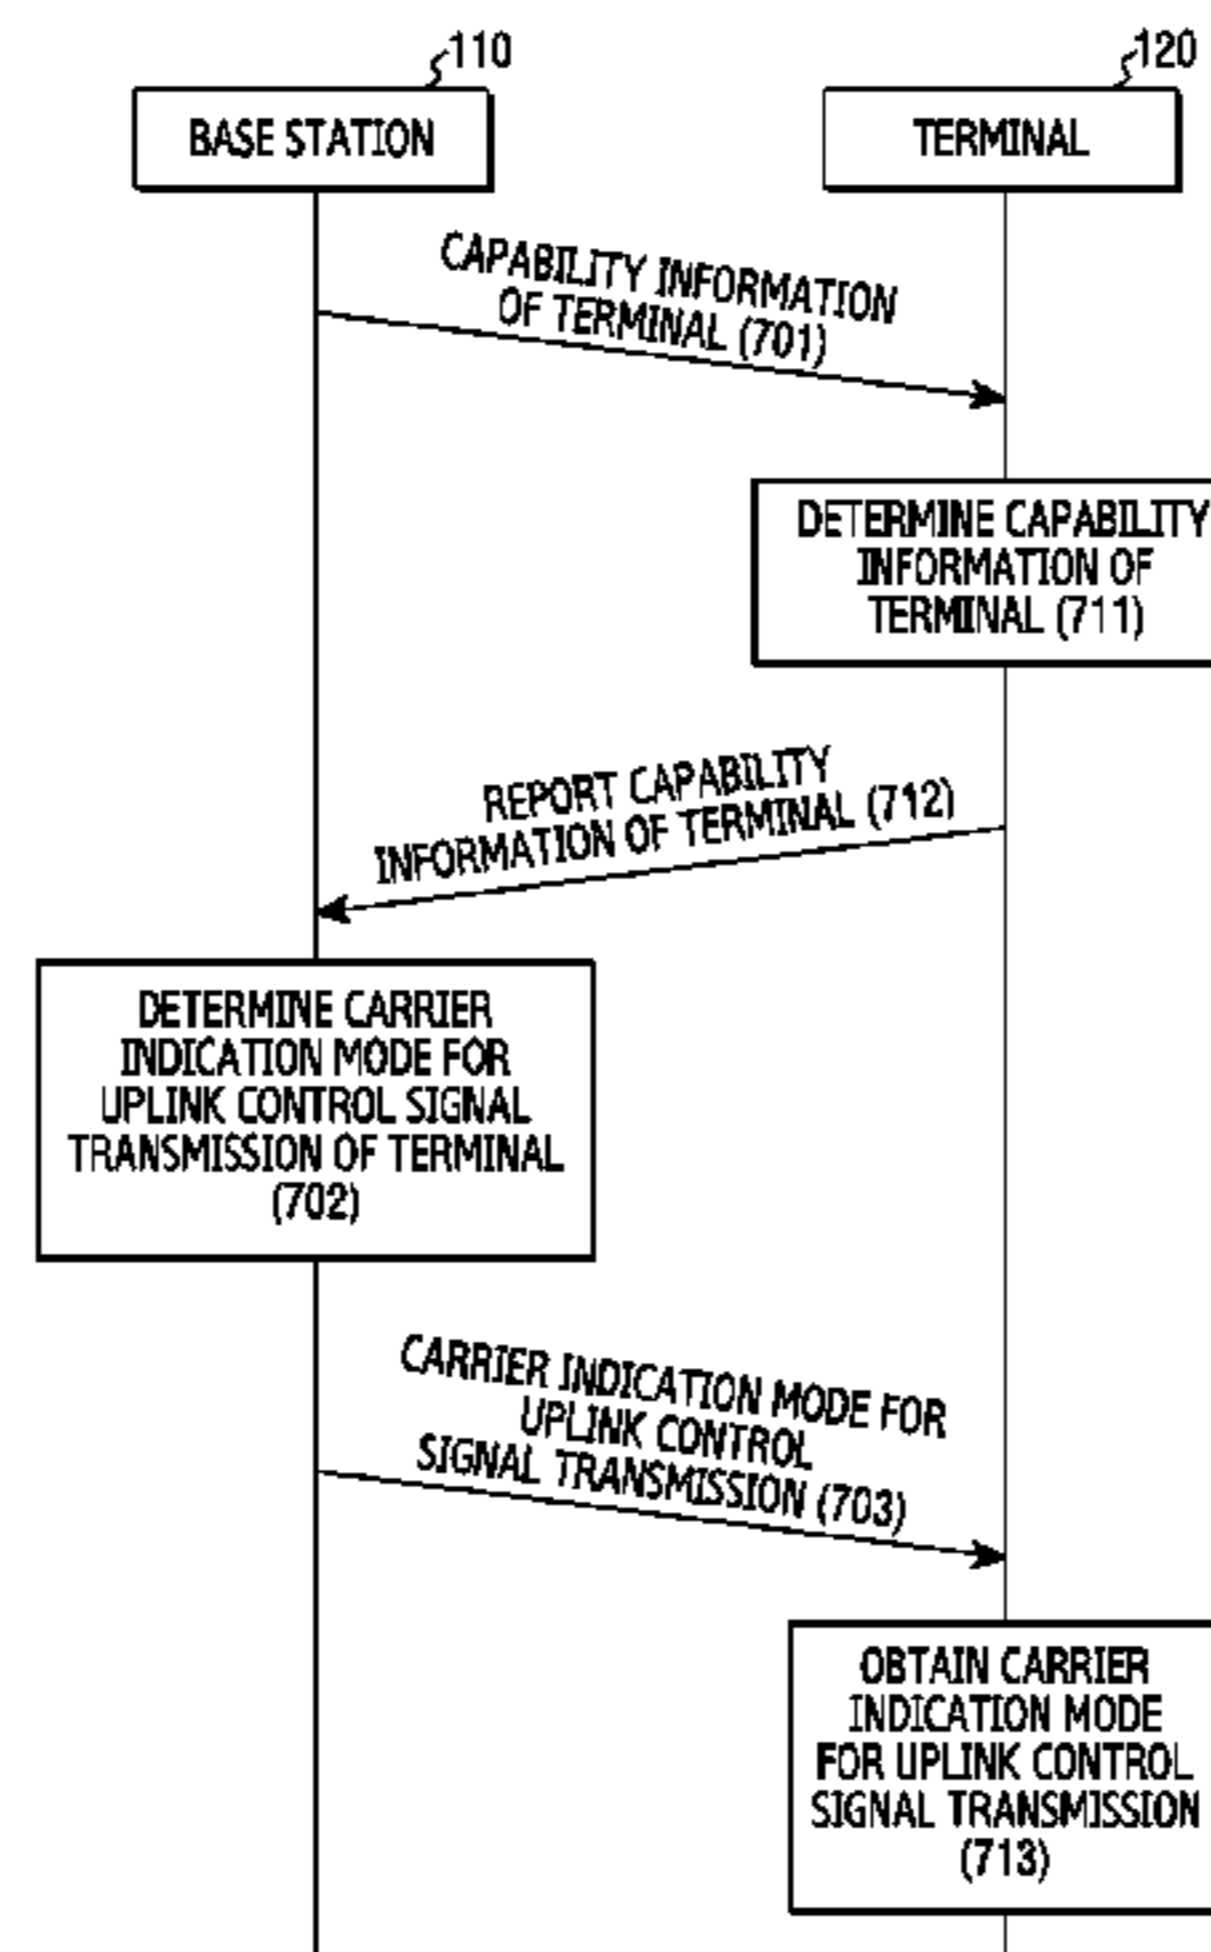 110
120
BASE STATION
TERMINAL
CAPABILITY INFORMATION
OF TERMINAL (701)
DETERMINE CAPABILITY
INFORMATION OF
TERMINAL (711)
REPORT CAPABILITY
INFORMATION OF TERMINAL (712)
DETERMINE CARRIER
INDICATION MODE FOR
UPLINK CONTROL SIGNAL
TRANSMISSION OF TERMINAL
(702)
CARRIER INDICATION MODE FOR
UPLINK CONTROL
SIGNAL TRANSMISSION (703)
OBTAIN CARRIER
INDICATION MODE
FOR UPLINK CONTROL
SIGNAL TRANSMISSION
(713)